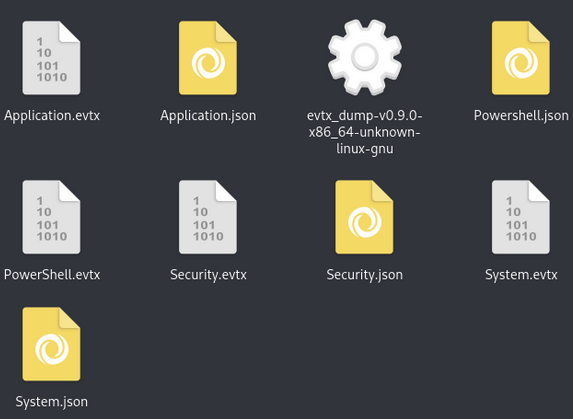 1
10
101
1010
Application.evtx
Application.json
evtx_dump-v0.9.0-
x86_64-unknown-
linux-gnu
Powershell.json
1
10
101
1010
PowerShell.evtx
1
10
101
1010
Security.evtx
Security.json
1
10
101
1010
System.evtx
System.json